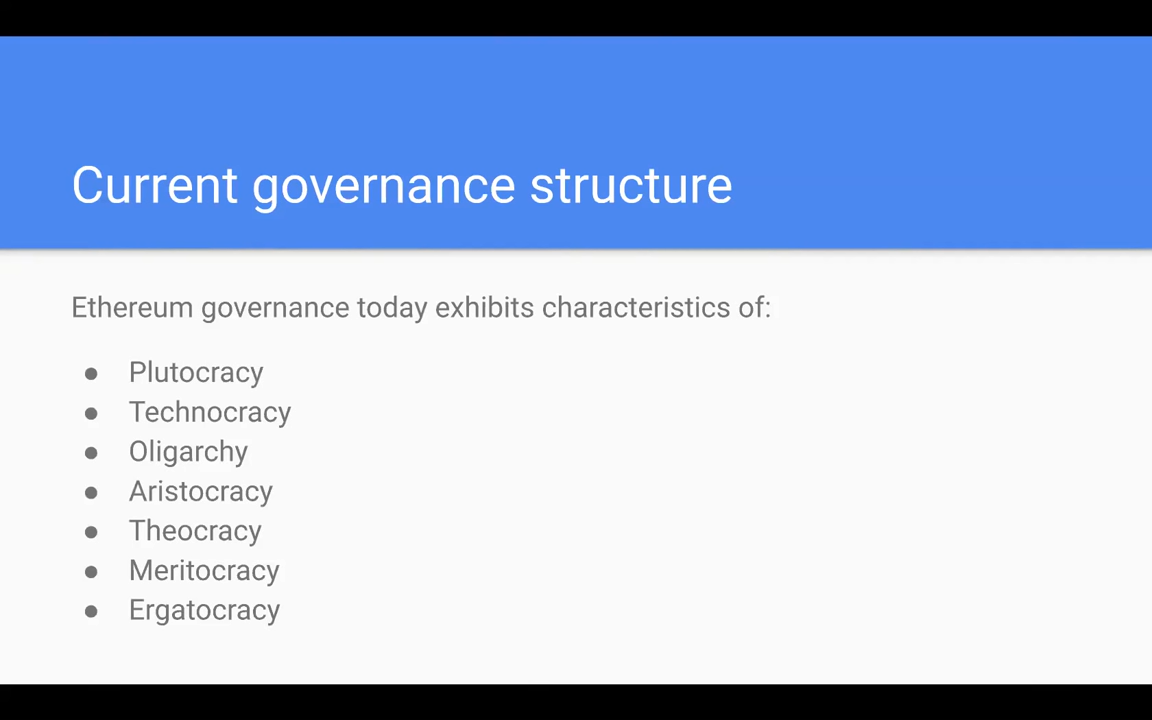 Current governance structure
Ethereum governance today exhibits characteristics of:
● Plutocracy
● Technocracy
● Oligarchy
● Aristocracy
● Theocracy
● Meritocracy
● Ergatocracy